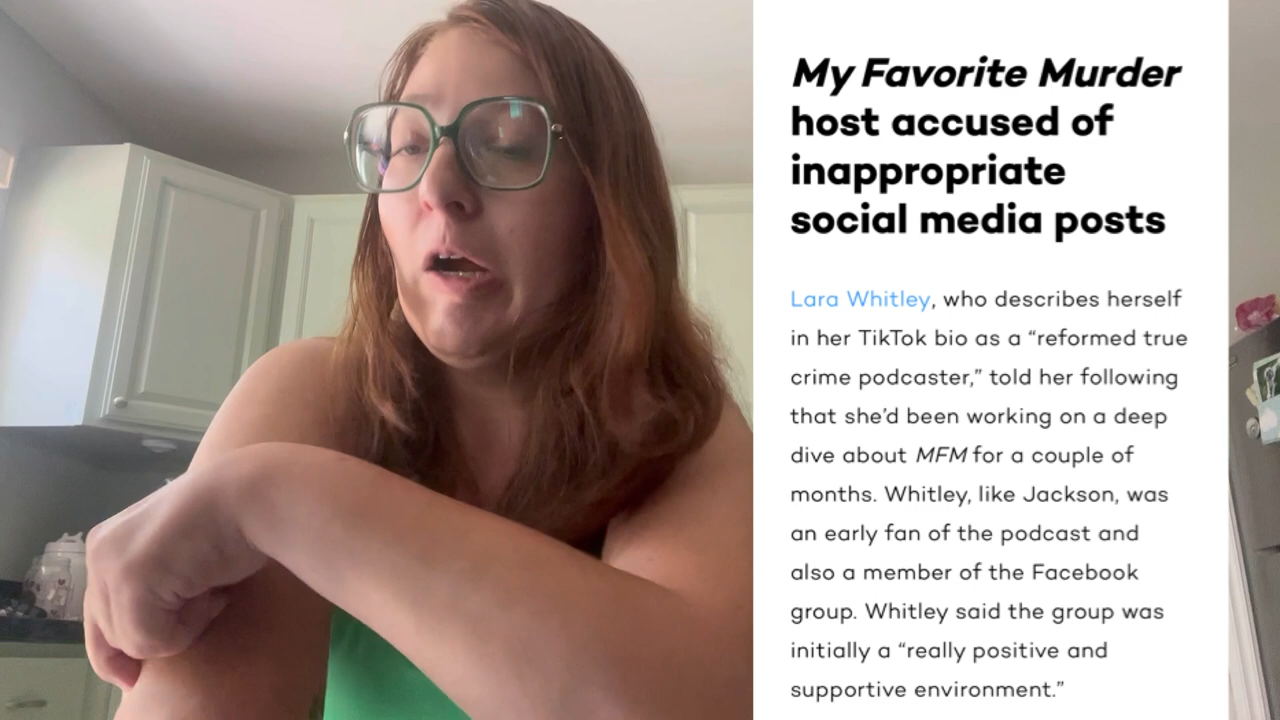 My Favorite Murder
host accused of
inappropriate
social media posts
Lara Whitley, who describes herself
in her TikTok bio as a “reformed true
crime podcaster,” told her following
that she’d been working on a deep
dive about MFM for a couple of
months. Whitley, like Jackson, was
an early fan of the podcast and
also a member of the Facebook
group. Whitley said the group was
initially a “really positive and
supportive environment.”